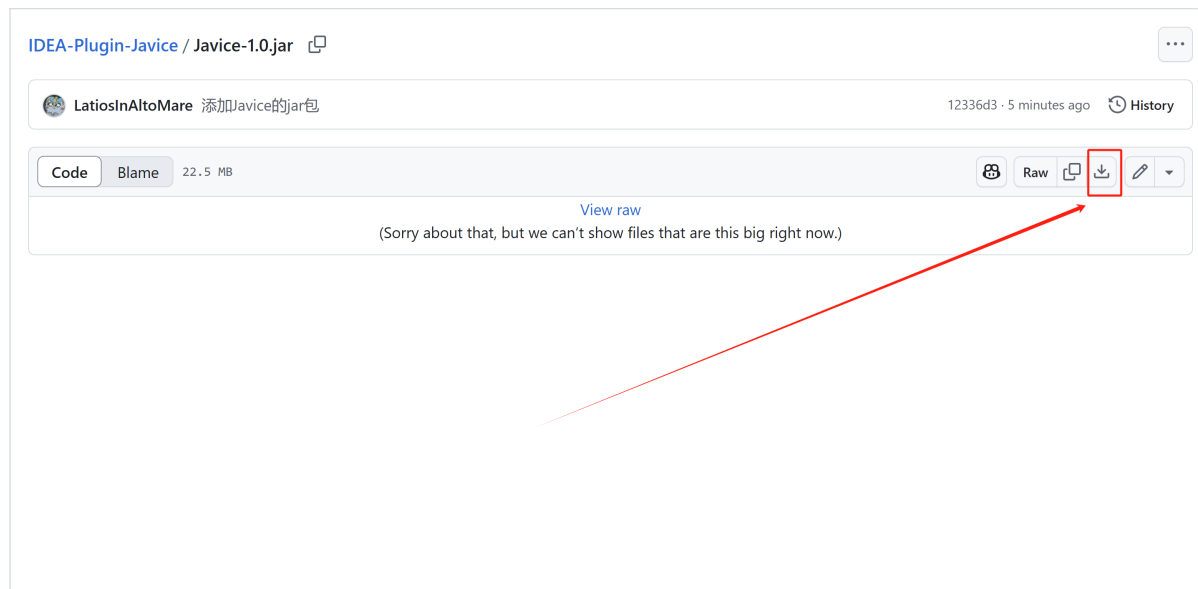 IDEA-Plugin-Javice / Javice-1.0.jar
LatiosInAltoMare 添加Javice的jar包 12336d3 · 5 minutes ago History
Code Blame 22.5 MB Raw
View raw
(Sorry about that, but we can’t show files that are this big right now.)